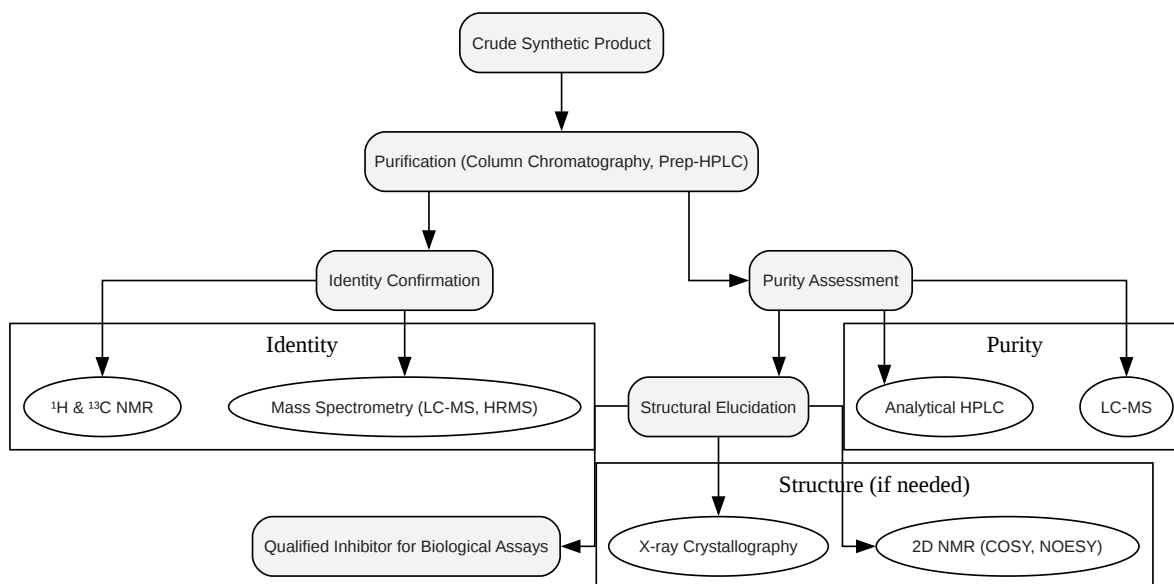 Crude Synthetic Product
Purification (Column Chromatography, Prep-HPLC)
Identity Confirmation
Purity Assessment
Identity
Purity
¹H & ¹³C NMR
Mass Spectrometry (LC-MS, HRMS)
Structural Elucidation
Analytical HPLC
LC-MS
Structure (if needed)
Qualified Inhibitor for Biological Assays
X-ray Crystallography
2D NMR (COSY, NOESY)